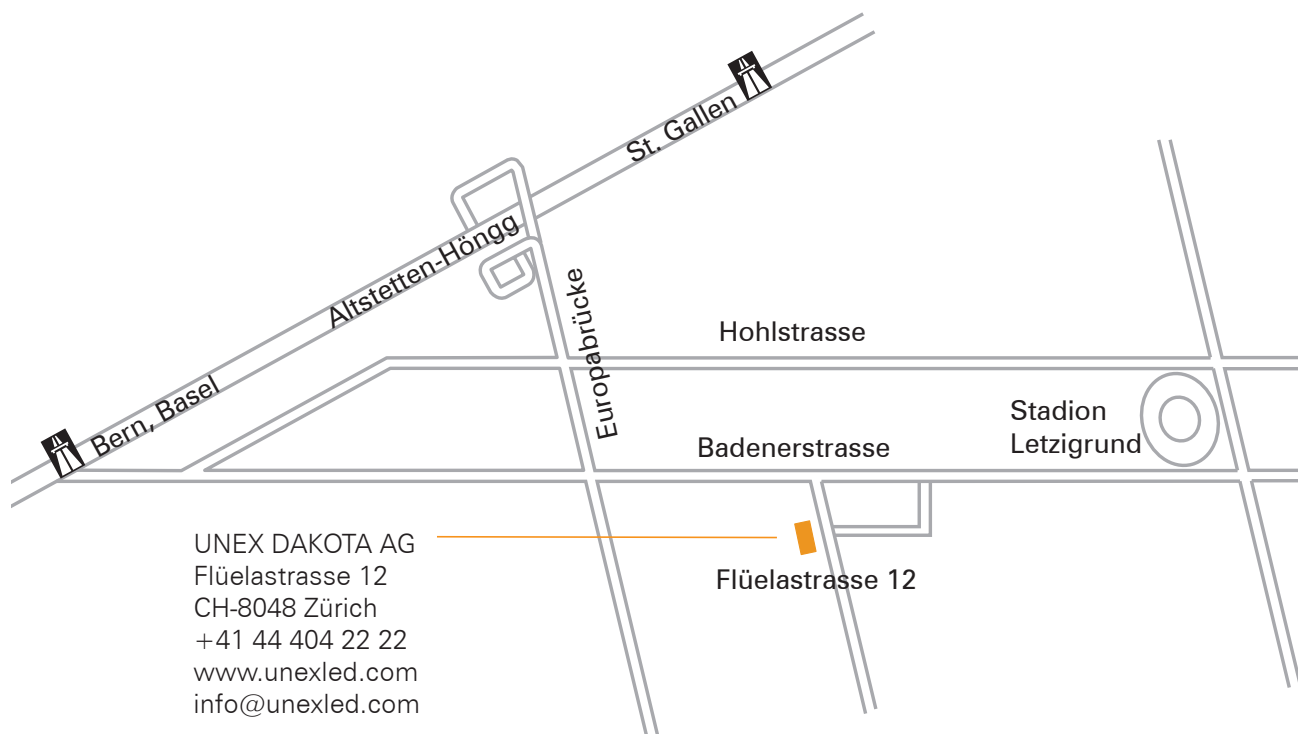 St. Gallen
Altstetten-Höngg
Europabrücke
Hohlstrasse
Bern, Basel
Stadion
Letzigrund
Badenerstrasse
UNEX DAKOTA AG
Flüelastrasse 12
CH-8048 Zürich
+41 44 404 22 22
www.unexled.com
info@unexled.com
Flüelastrasse 12